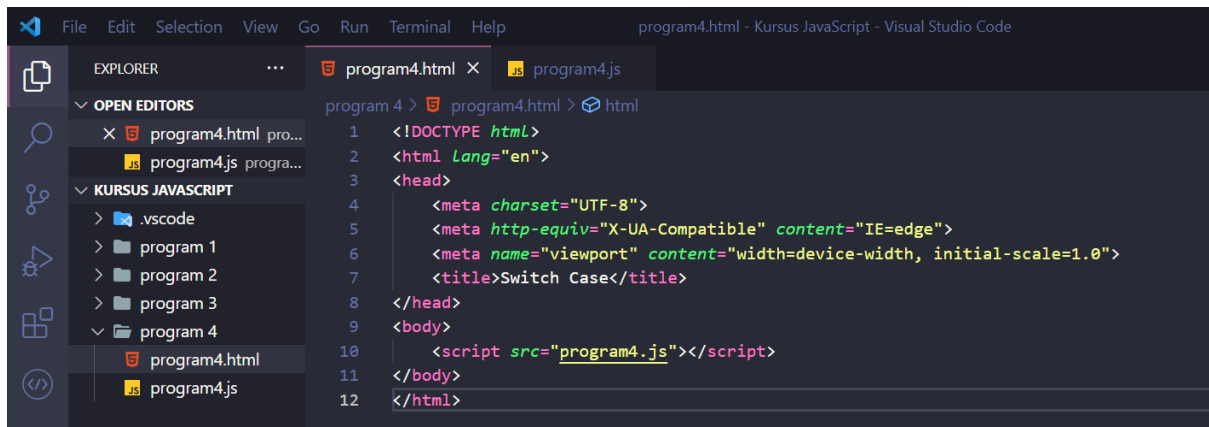 File Edit Selection View Go Run Terminal Help program4.html - Kursus JavaScript - Visual Studio Code
EXPLORER ...
OPEN EDITORS
program4.html pro...
JS program4.js progra...
KURSUS JAVASCRIPT
.vscode
program 1
program 2
program 3
program 4
program4.html
JS program4.js
program4.html
JS program4.js
program 4 > program4.html > html
1 <!DOCTYPE html>
2 <html lang="en">
3 <head>
4 <meta charset="UTF-8">
5 <meta http-equiv="X-UA-Compatible" content="IE=edge">
6 <meta name="viewport" content="width=device-width, initial-scale=1.0">
7 <title>Switch Case</title>
8 </head>
9 <body>
10 <script src="program4.js"></script>
11 </body>
12 </html>